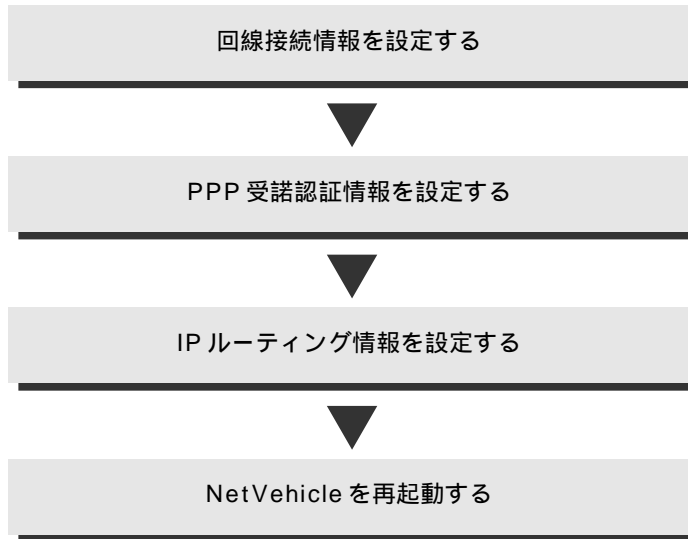 回線接続情報を設定する
PPP 受諾認証情報を設定する
IP ルーティング情報を設定する
NetVehicle を再起動する